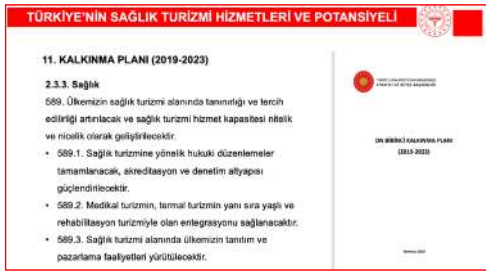 TÜRKİYE'NİN SAĞLIK TURİZMİ HİZMETLERİ VE POTANSİYELİ
11. KALKINMA PLANI (2019-2023)
2.3.3. Sağlık
589. Ülkemizin sağlık turizmi alanında tanınırlığı ve tercih
edilirliği artırılacak ve sağlık turizmi hizmet kapasitesi nitelik
ve nicelik olarak geliştirilecektir.
• 589.1. Sağlık turizmine yönelik hukuki düzenlemeler
tamamlanacak, akreditasyon ve denetim altyapısı
güçlendirilecektir.
• 589.2. Medikal turizmin, termal turizmin yanı sıra yaşlı ve
rehabilitasyon turizmiyle olan entegrasyonu sağlanacaktır.
• 589.3. Sağlık turizmi alanında ülkemizin tanıtım ve
pazarlama faaliyetleri yürütülecektir.
ON BİRİNCİ KALKINMA PLANI
(2019-2023)